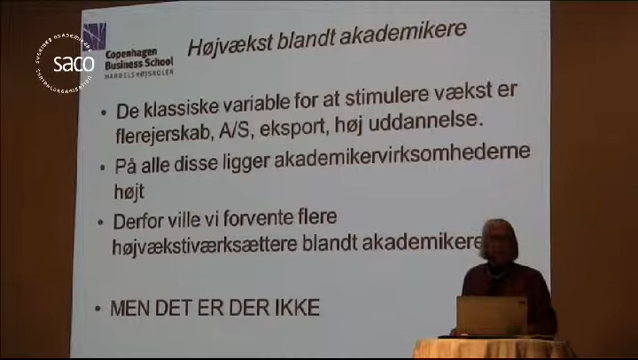 SVERIGES AKADEMIKERS
saco
CENTRALORGANISATION
Copenhagen
Business School
HANDELSHØJSKOLEN
Højvækst blandt akademikere
• De klassiske variable for at stimulere vækst er
flerejerskab, A/S, eksport, høj uddannelse.
• På alle disse ligger akademikervirksomhederne
højt
• Derfor ville vi forvente flere
højvækstiværksættere blandt akademikere
• MEN DET ER DER IKKE